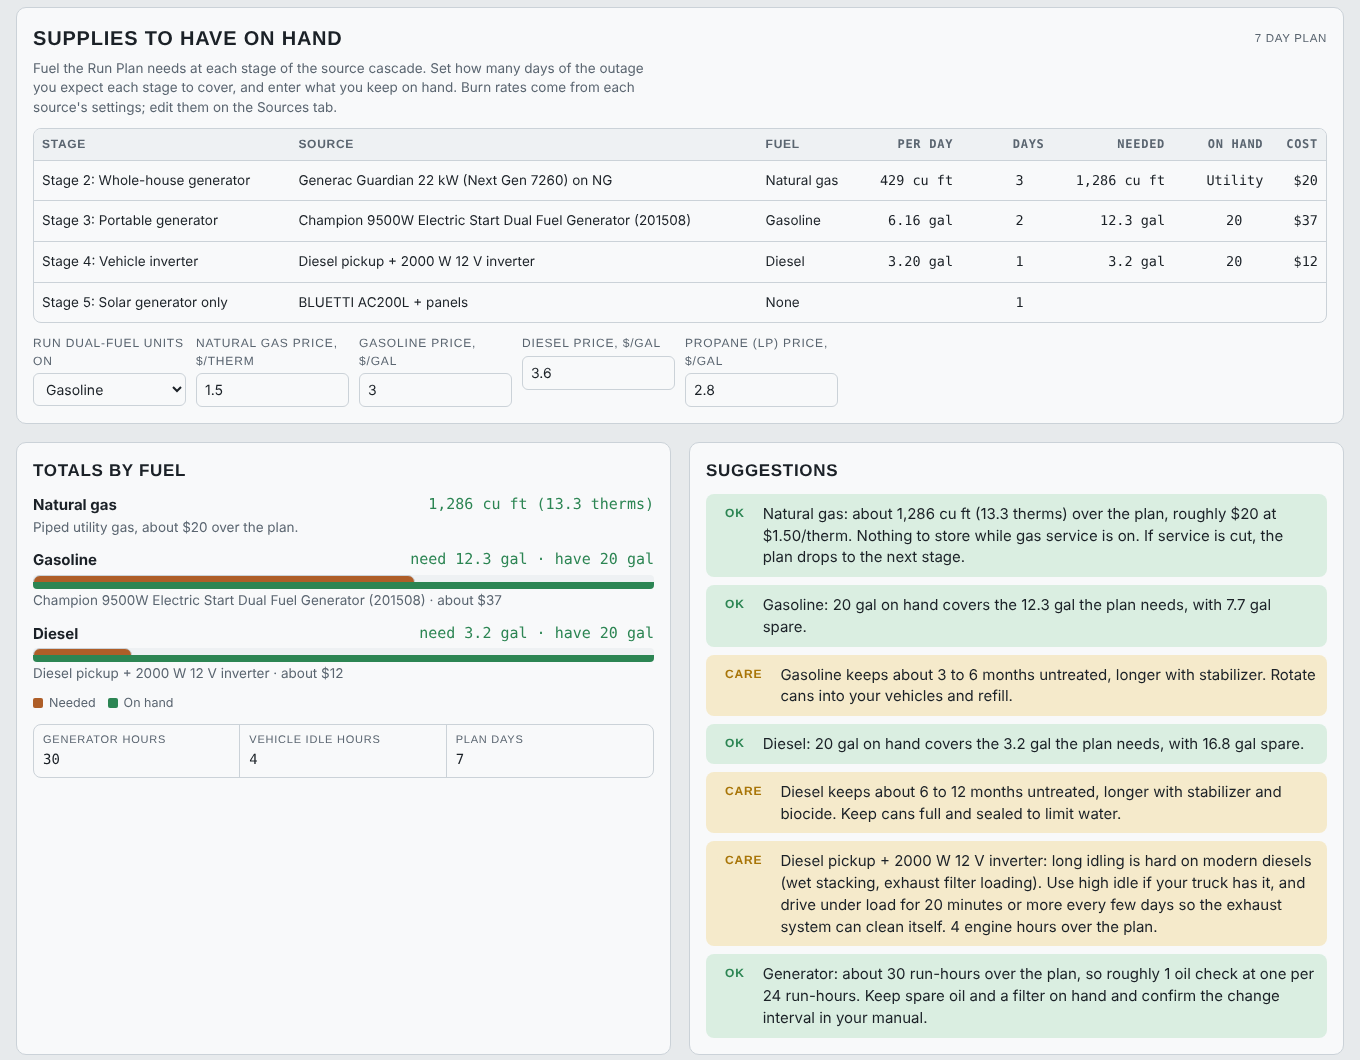 SUPPLIES TO HAVE ON HAND
7 DAY PLAN
Fuel the Run Plan needs at each stage of the source cascade. Set how many days of the outage
you expect each stage to cover, and enter what you keep on hand. Burn rates come from each
source's settings; edit them on the Sources tab.
STAGE SOURCE FUEL PER DAY DAYS NEEDED ON HAND COST
Stage 2: Whole-house generator Generac Guardian 22 kW (Next Gen 7260) on NG Natural gas 429 cu ft 3 1,286 cu ft Utility $20
Stage 3: Portable generator Champion 9500W Electric Start Dual Fuel Generator (201508) Gasoline 6.16 gal 2 12.3 gal 20 $37
Stage 4: Vehicle inverter Diesel pickup + 2000 W 12 V inverter Diesel 3.20 gal 1 3.2 gal 20 $12
Stage 5: Solar generator only BLUETTI AC200L + panels None 1
RUN DUAL-FUEL UNITS
ON
Gasoline
NATURAL GAS PRICE,
$/THERM
1.5
GASOLINE PRICE,
$/GAL
3
DIESEL PRICE, $/GAL
3.6
PROPANE (LP) PRICE,
$/GAL
2.8
TOTALS BY FUEL
Natural gas 1,286 cu ft (13.3 therms)
Piped utility gas, about $20 over the plan.
Gasoline need 12.3 gal · have 20 gal
Champion 9500W Electric Start Dual Fuel Generator (201508) · about $37
Diesel need 3.2 gal · have 20 gal
Diesel pickup + 2000 W 12 V inverter · about $12
Needed On hand
GENERATOR HOURS
30
VEHICLE IDLE HOURS
4
PLAN DAYS
7
SUGGESTIONS
OK Natural gas: about 1,286 cu ft (13.3 therms) over the plan, roughly $20 at
$1.50/therm. Nothing to store while gas service is on. If service is cut, the
plan drops to the next stage.
OK Gasoline: 20 gal on hand covers the 12.3 gal the plan needs, with 7.7 gal
spare.
CARE Gasoline keeps about 3 to 6 months untreated, longer with stabilizer. Rotate
cans into your vehicles and refill.
OK Diesel: 20 gal on hand covers the 3.2 gal the plan needs, with 16.8 gal spare.
CARE Diesel keeps about 6 to 12 months untreated, longer with stabilizer and
biocide. Keep cans full and sealed to limit water.
CARE Diesel pickup + 2000 W 12 V inverter: long idling is hard on modern diesels
(wet stacking, exhaust filter loading). Use high idle if your truck has it, and
drive under load for 20 minutes or more every few days so the exhaust
system can clean itself. 4 engine hours over the plan.
OK Generator: about 30 run-hours over the plan, so roughly 1 oil check at one per
24 run-hours. Keep spare oil and a filter on hand and confirm the change
interval in your manual.